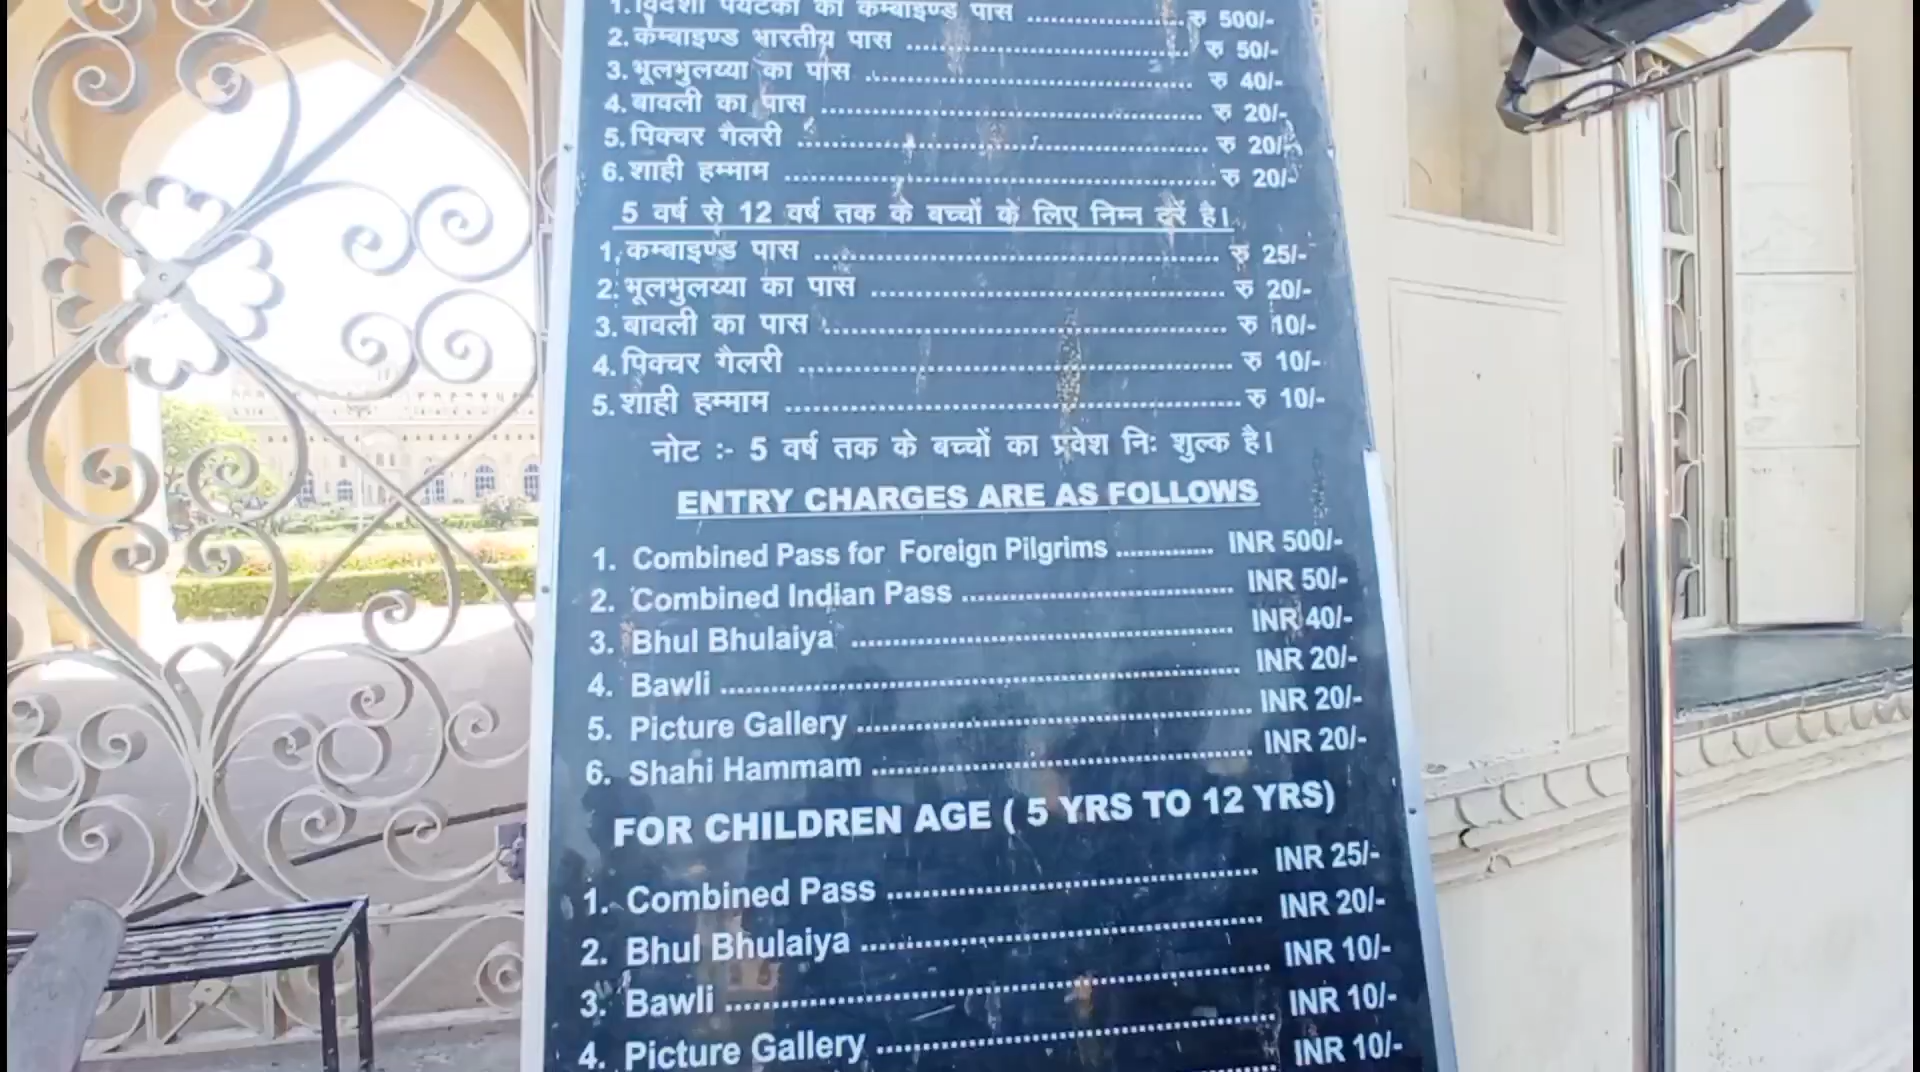 1. विदेशी पर्यटकों का कम्बाइण्ड पास ........ रु 500/-
2. कम्बाइण्ड भारतीय पास ........ रु 50/-
3. भूलभुलय्या का पास ........ रु 40/-
4. बावली का पास ........ रु 20/-
5. पिक्चर गैलरी ........ रु 20/-
6. शाही हम्माम ........ रु 20/-
5 वर्ष से 12 वर्ष तक के बच्चों के लिए निम्न दरें है।
1. कम्बाइण्ड पास ........ रु 25/-
2. भूलभुलय्या का पास ........ रु 20/-
3. बावली का पास ........ रु 10/-
4. पिक्चर गैलरी ........ रु 10/-
5. शाही हम्माम ........ रु 10/-
नोट :- 5 वर्ष तक के बच्चों का प्रवेश निः शुल्क है।
ENTRY CHARGES ARE AS FOLLOWS
1. Combined Pass for Foreign Pilgrims ........ INR 500/-
2. Combined Indian Pass ........ INR 50/-
3. Bhul Bhulaiya ........ INR 40/-
4. Bawli ........ INR 20/-
5. Picture Gallery ........ INR 20/-
6. Shahi Hammam ........ INR 20/-
FOR CHILDREN AGE ( 5 YRS TO 12 YRS)
1. Combined Pass ........ INR 25/-
2. Bhul Bhulaiya ........ INR 20/-
3. Bawli ........ INR 10/-
4. Picture Gallery ........ INR 10/-
INR 10/-